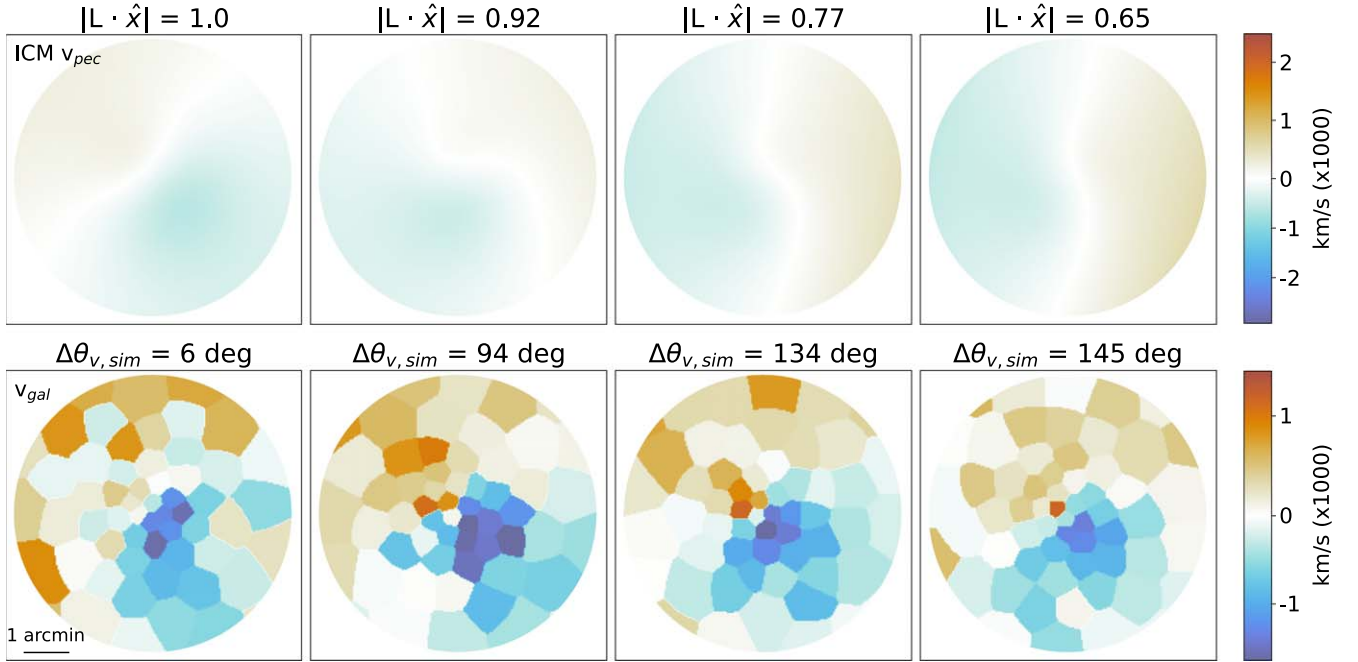 |L · x̂| = 1.0
|L · x̂| = 0.92
|L · x̂| = 0.77
|L · x̂| = 0.65
ICM v_pec
2
1
0
-1
-2
km/s (x1000)
Δθ_v,sim = 6 deg
Δθ_v,sim = 94 deg
Δθ_v,sim = 134 deg
Δθ_v,sim = 145 deg
v_gal
1 arcmin
1
0
-1
km/s (x1000)